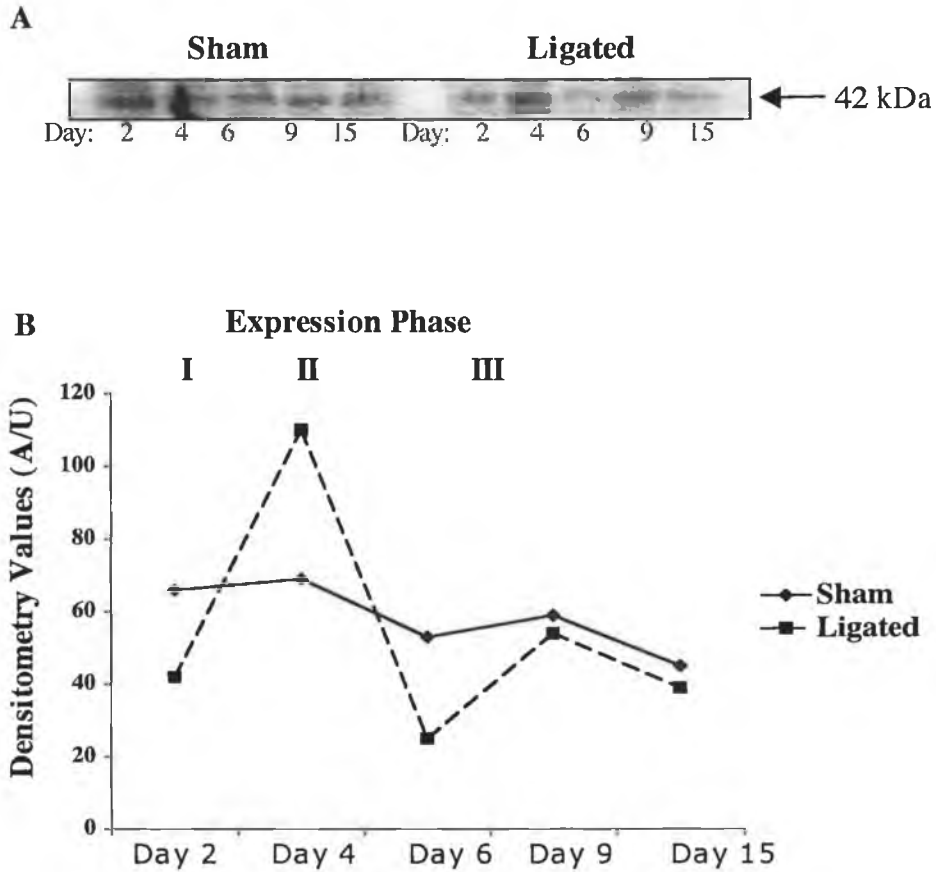 A
Sham Ligated
42 kDa
Day: 2 4 6 9 15 Day: 2 4 6 9 15
B Expression Phase
I II III
Densitometry Values (A/U)
120
100
80
60
40
20
0
Sham
Ligated
Day 2 Day 4 Day 6 Day 9 Day 15